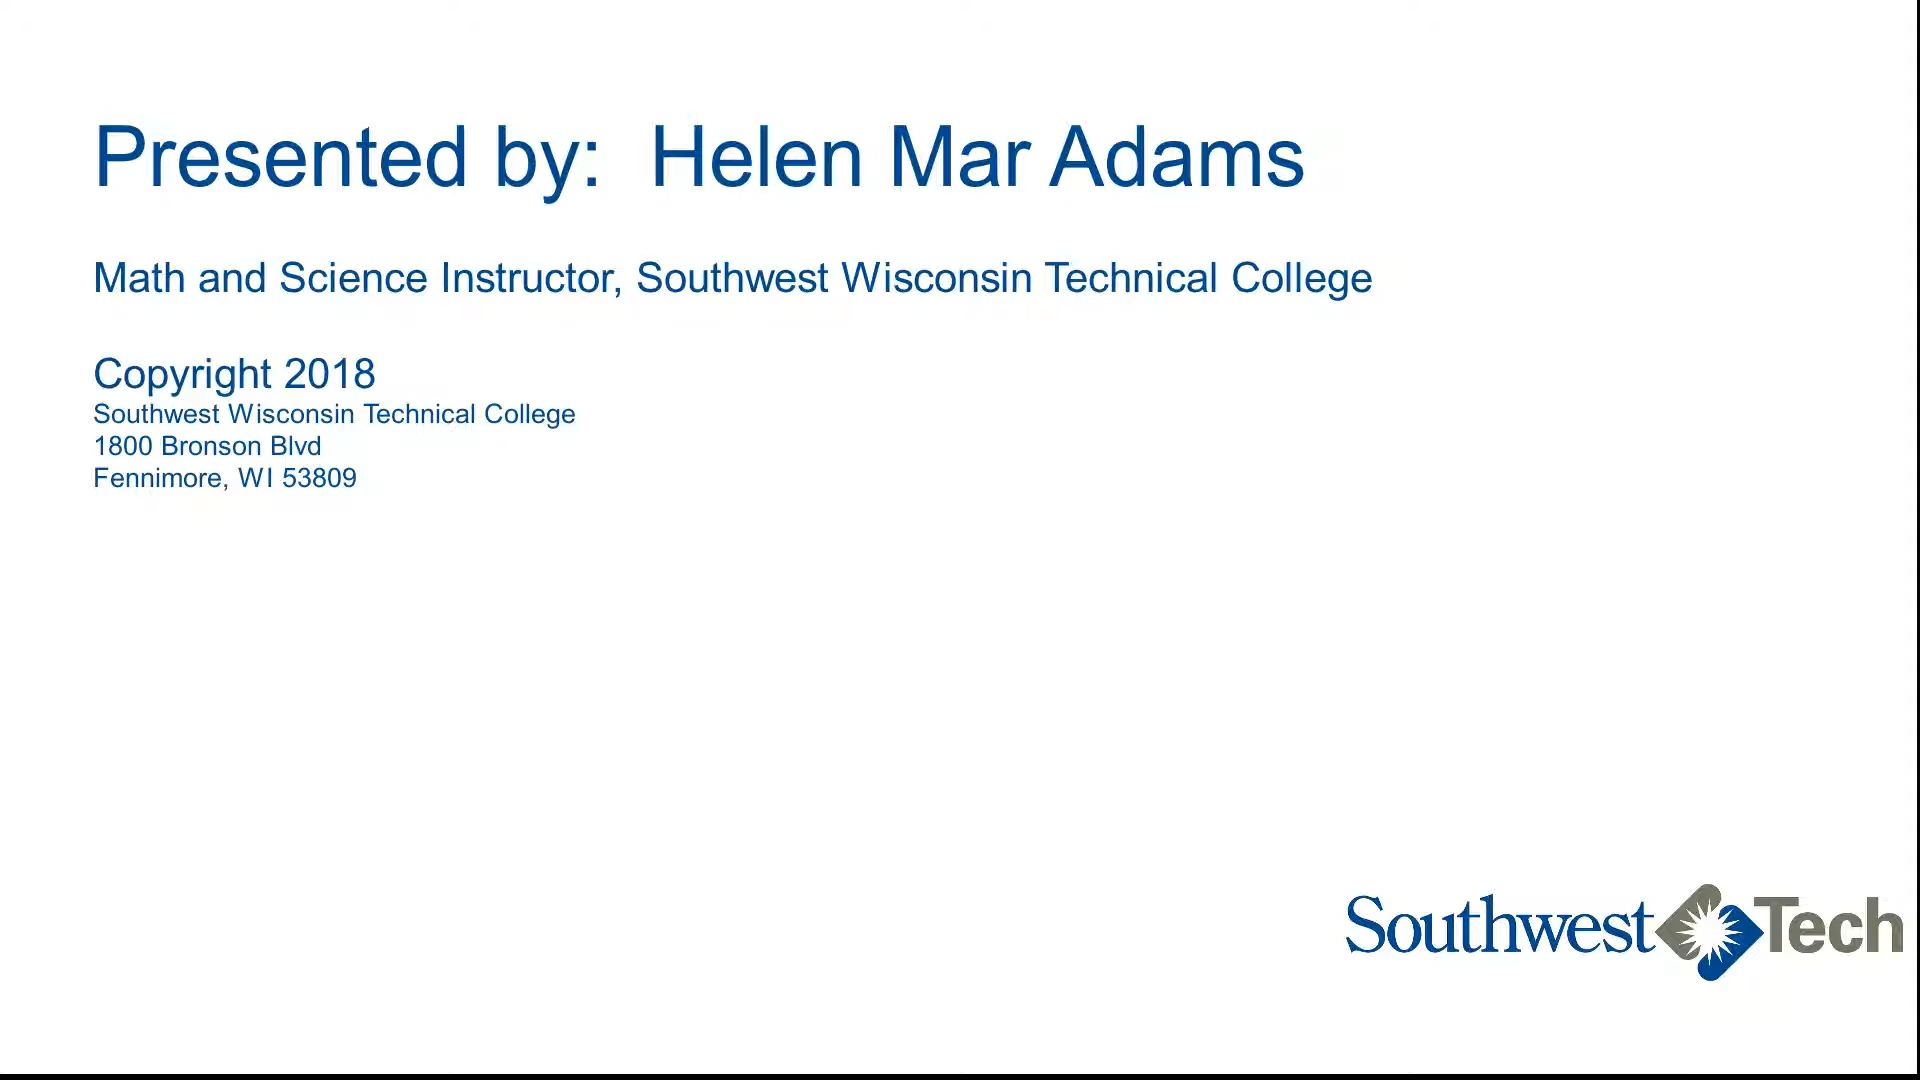 Presented by:  Helen Mar Adams
Math and Science Instructor, Southwest Wisconsin Technical College
Copyright 2018
Southwest Wisconsin Technical College
1800 Bronson Blvd
Fennimore, WI 53809
Southwest Tech